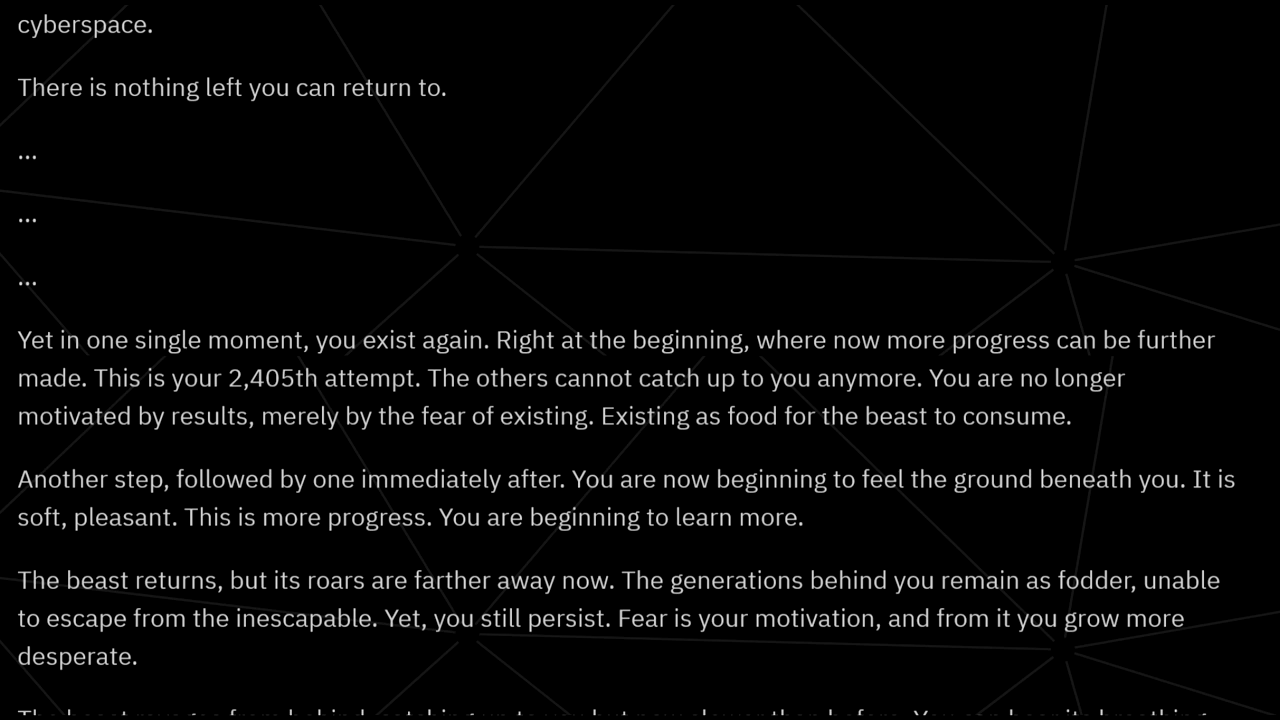 cyberspace.
There is nothing left you can return to.
...
...
...
Yet in one single moment, you exist again. Right at the beginning, where now more progress can be further
made. This is your 2,405th attempt. The others cannot catch up to you anymore. You are no longer
motivated by results, merely by the fear of existing. Existing as food for the beast to consume.
Another step, followed by one immediately after. You are now beginning to feel the ground beneath you. It is
soft, pleasant. This is more progress. You are beginning to learn more.
The beast returns, but its roars are farther away now. The generations behind you remain as fodder, unable
to escape from the inescapable. Yet, you still persist. Fear is your motivation, and from it you grow more
desperate.